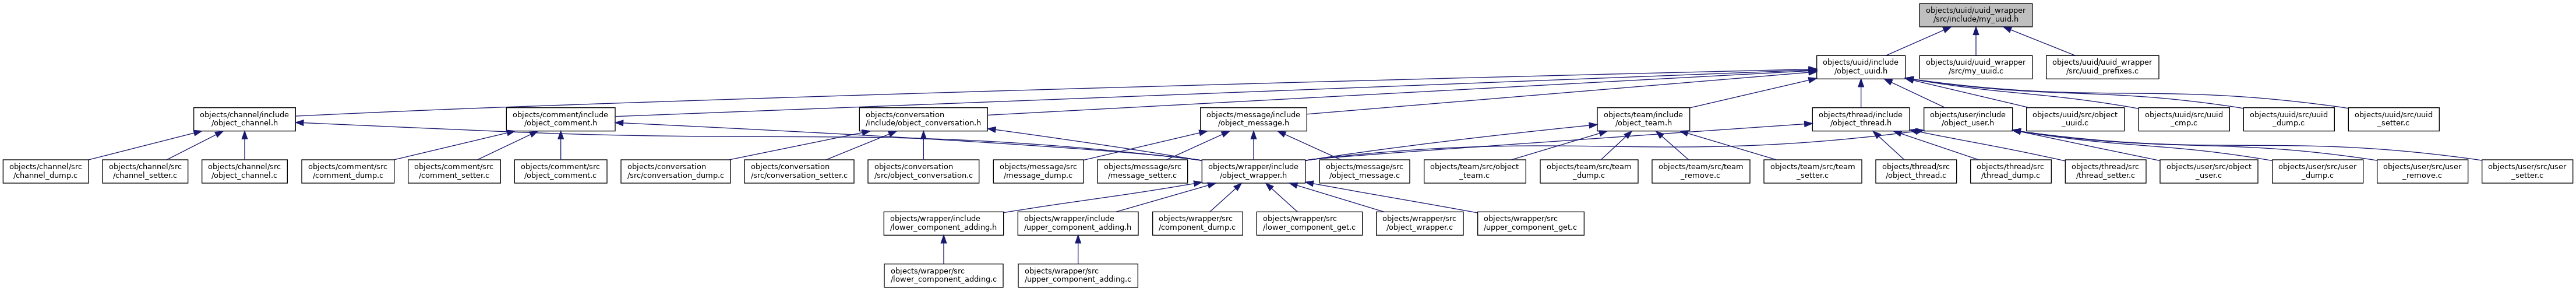 objects/uuid/uuid_wrapper
/src/include/my_uuid.h
objects/uuid/include
/object_uuid.h
objects/uuid/uuid_wrapper
/src/my_uuid.c
objects/uuid/uuid_wrapper
/src/uuid_prefixes.c
objects/channel/include
/object_channel.h
objects/comment/include
/object_comment.h
objects/conversation
/include/object_conversation.h
objects/message/include
/object_message.h
objects/team/include
/object_team.h
objects/thread/include
/object_thread.h
objects/user/include
/object_user.h
objects/uuid/src/object
_uuid.c
objects/uuid/src/uuid
_cmp.c
objects/uuid/src/uuid
_dump.c
objects/uuid/src/uuid
_setter.c
objects/channel/src
/channel_dump.c
objects/channel/src
/channel_setter.c
objects/channel/src
/object_channel.c
objects/comment/src
/comment_dump.c
objects/comment/src
/comment_setter.c
objects/comment/src
/object_comment.c
objects/conversation
/src/conversation_dump.c
objects/conversation
/src/conversation_setter.c
objects/conversation
/src/object_conversation.c
objects/message/src
/message_dump.c
objects/message/src
/message_setter.c
objects/wrapper/include
/object_wrapper.h
objects/message/src
/object_message.c
objects/team/src/object
_team.c
objects/team/src/team
_dump.c
objects/team/src/team
_remove.c
objects/team/src/team
_setter.c
objects/thread/src
/object_thread.c
objects/thread/src
/thread_dump.c
objects/thread/src
/thread_setter.c
objects/user/src/object
_user.c
objects/user/src/user
_dump.c
objects/user/src/user
_remove.c
objects/user/src/user
_setter.c
objects/wrapper/include
/lower_component_adding.h
objects/wrapper/include
/upper_component_adding.h
objects/wrapper/src
/component_dump.c
objects/wrapper/src
/lower_component_get.c
objects/wrapper/src
/object_wrapper.c
objects/wrapper/src
/upper_component_get.c
objects/wrapper/src
/lower_component_adding.c
objects/wrapper/src
/upper_component_adding.c